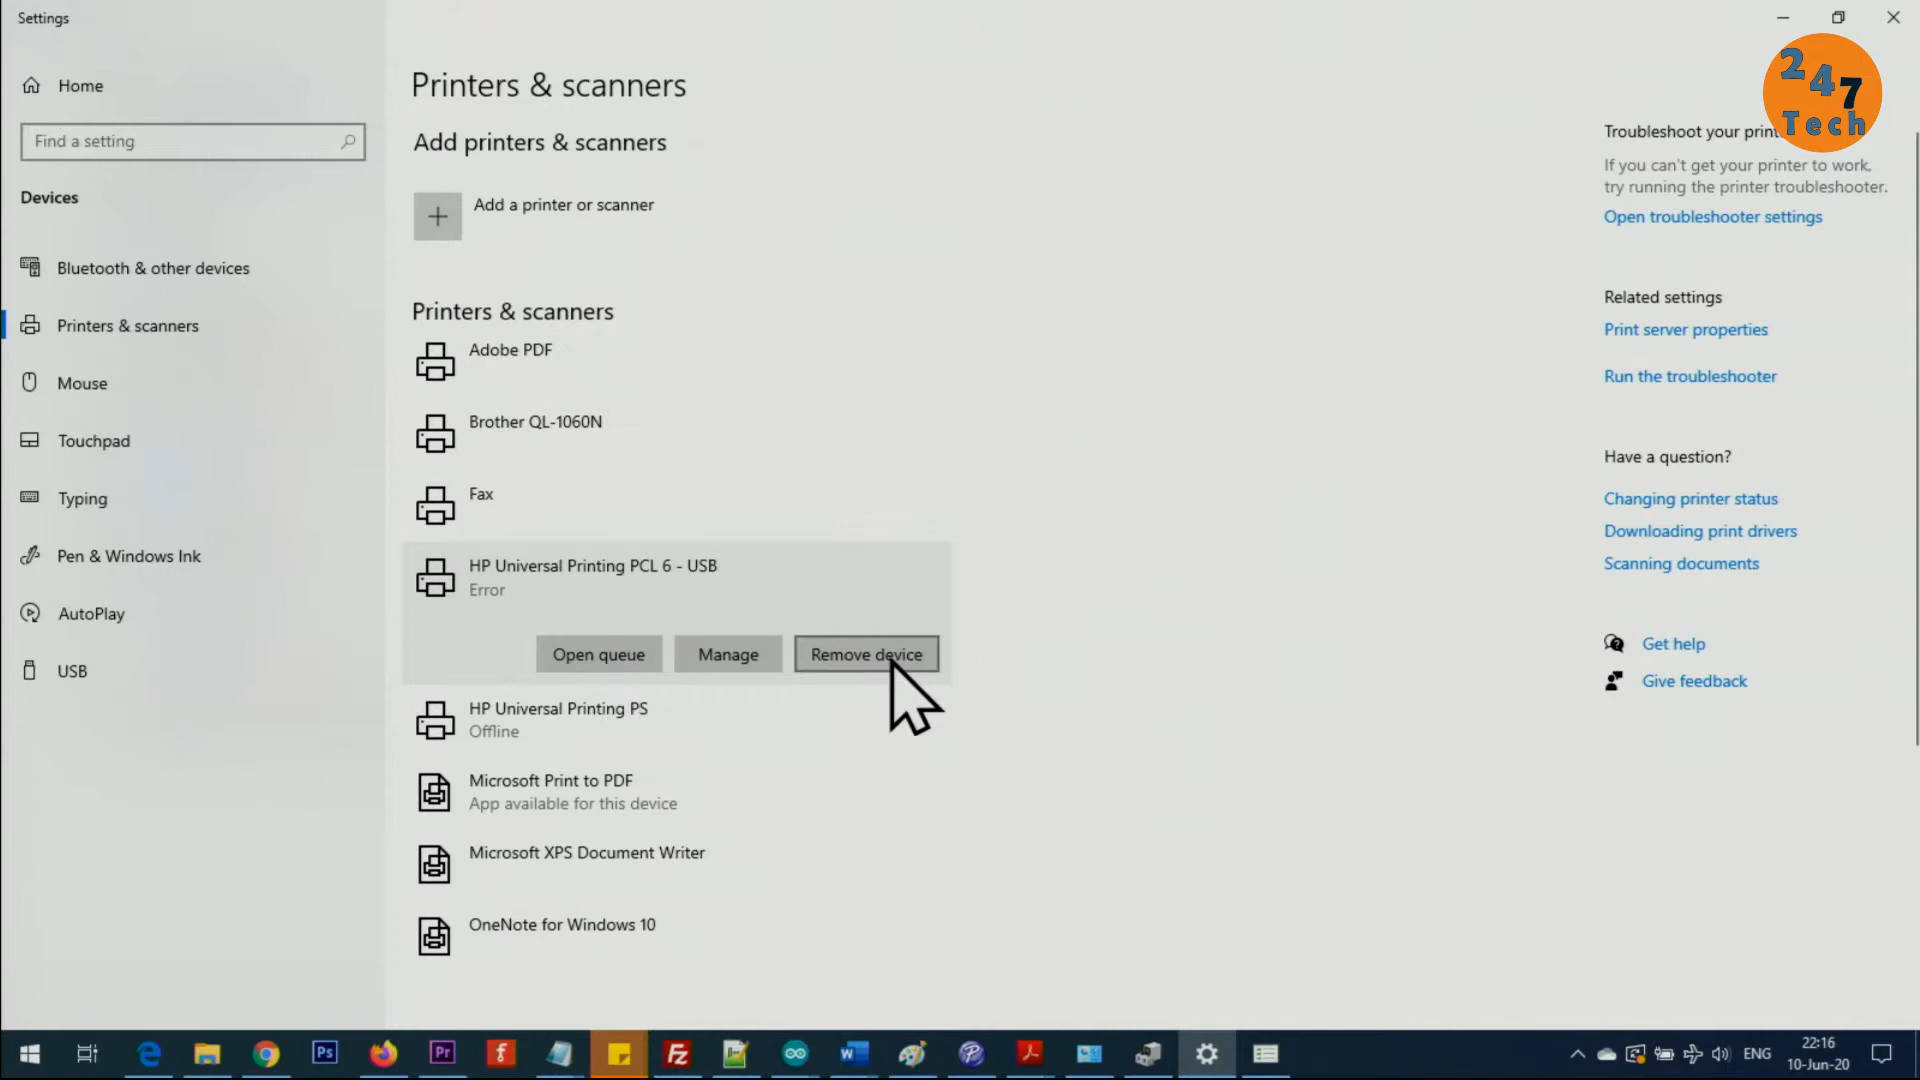 Settings
Home
Find a setting
Devices
Bluetooth & other devices
Printers & scanners
Mouse
Touchpad
Typing
Pen & Windows Ink
AutoPlay
USB
Printers & scanners
Add printers & scanners
Add a printer or scanner
Printers & scanners
Adobe PDF
Brother QL-1060N
Fax
HP Universal Printing PCL 6 - USB
Error
Open queue
Manage
Remove device
HP Universal Printing PS
Offline
Microsoft Print to PDF
App available for this device
Microsoft XPS Document Writer
OneNote for Windows 10
247
Tech
Troubleshoot your
If you can't get your printer to work,
try running the printer troubleshooter.
Open troubleshooter settings
Related settings
Print server properties
Run the troubleshooter
Have a question?
Changing printer status
Downloading print drivers
Scanning documents
Get help
Give feedback
Ps
Pr
f
Fz
W
ENG
22:16
10-Jun-20